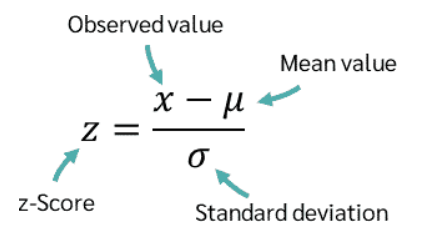 Observed value
Mean value
z = (x − μ) / σ
z-Score
Standard deviation